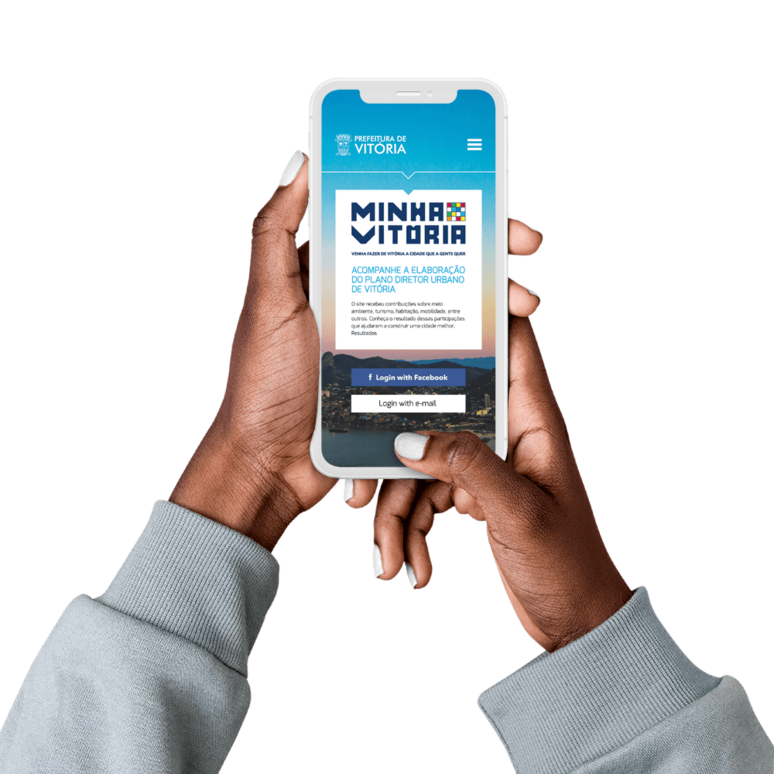 PREFEITURA DE
VITÓRIA
MINHA
VITÓRIA
VENHA FAZER DE VITÓRIA A CIDADE QUE A GENTE QUER
ACOMPANHE A ELABORAÇÃO
DO PLANO DIRETOR URBANO
DE VITÓRIA
O site recebeu contribuições sobre meio
ambiente, turismo, habitação, mobilidade, entre
outros. Conheça o resultado dessas participações
que ajudaram a construir uma cidade melhor.
Resultados
f Login with Facebook
Login with e-mail